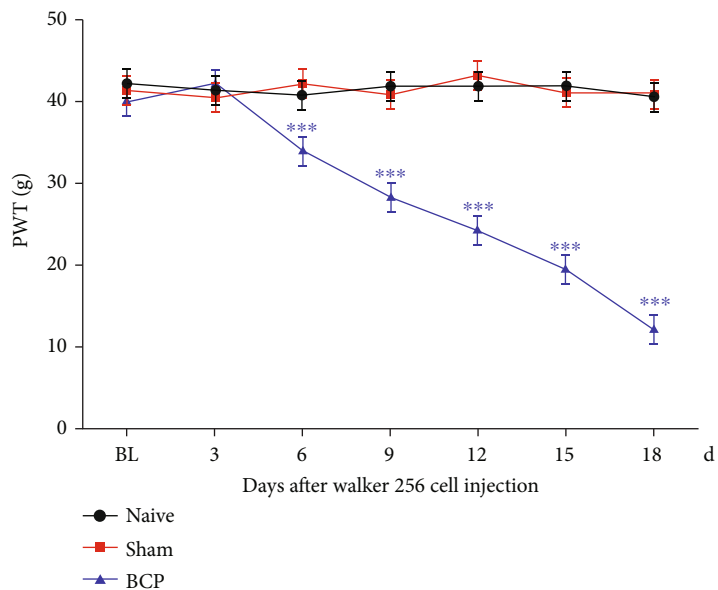 50
40
30
20
10
0
PWT (g)
***
***
***
***
***
BL 3 6 9 12 15 18 d
Days after walker 256 cell injection
Naive
Sham
BCP